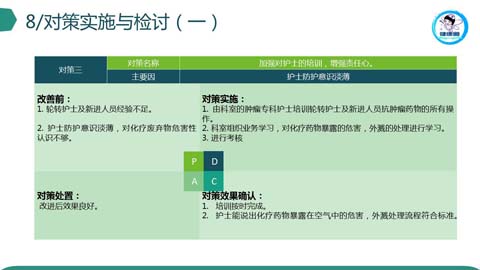 8/对策实施与检讨（一）
对策三
对策名称
加强对护士的培训，增强责任心。
主要因
护士防护意识淡薄
改善前：
1. 轮转护士及新进人员经验不足。
2. 护士防护意识淡薄，对化疗废弃物危害性
认识不够。
对策实施：
1. 由科室的肿瘤专科护士培训轮转护士及新进人员抗肿瘤药物的所有操
作。
2. 科室组织业务学习，对化疗药物暴露的危害，外溅的处理进行学习。
3. 进行考核
P D
A C
对策处置：
改进后效果良好。
对策效果确认：
1. 培训按时完成。
2. 护士能说出化疗药物暴露在空气中的危害，外溅处理流程符合标准。